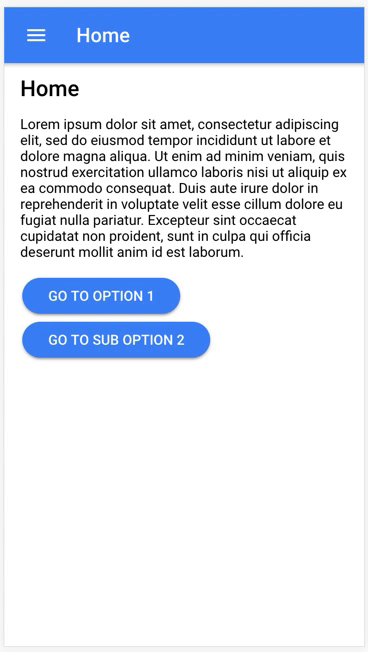 Home
Home
Lorem ipsum dolor sit amet, consectetur adipiscing
elit, sed do eiusmod tempor incididunt ut labore et
dolore magna aliqua. Ut enim ad minim veniam, quis
nostrud exercitation ullamco laboris nisi ut aliquip ex
ea commodo consequat. Duis aute irure dolor in
reprehenderit in voluptate velit esse cillum dolore eu
fugiat nulla pariatur. Excepteur sint occaecat
cupidatat non proident, sunt in culpa qui officia
deserunt mollit anim id est laborum.
GO TO OPTION 1
GO TO SUB OPTION 2